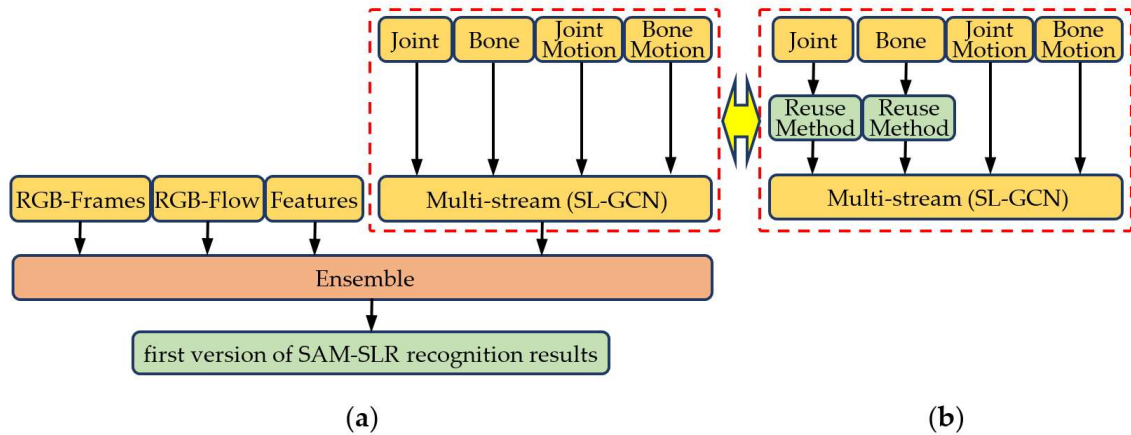 Joint
Bone
Joint
Motion
Bone
Motion
Joint
Bone
Joint
Motion
Bone
Motion
Reuse
Method
Reuse
Method
RGB-Frames
RGB-Flow
Features
Multi-stream (SL-GCN)
Multi-stream (SL-GCN)
Ensemble
first version of SAM-SLR recognition results
(a)
(b)